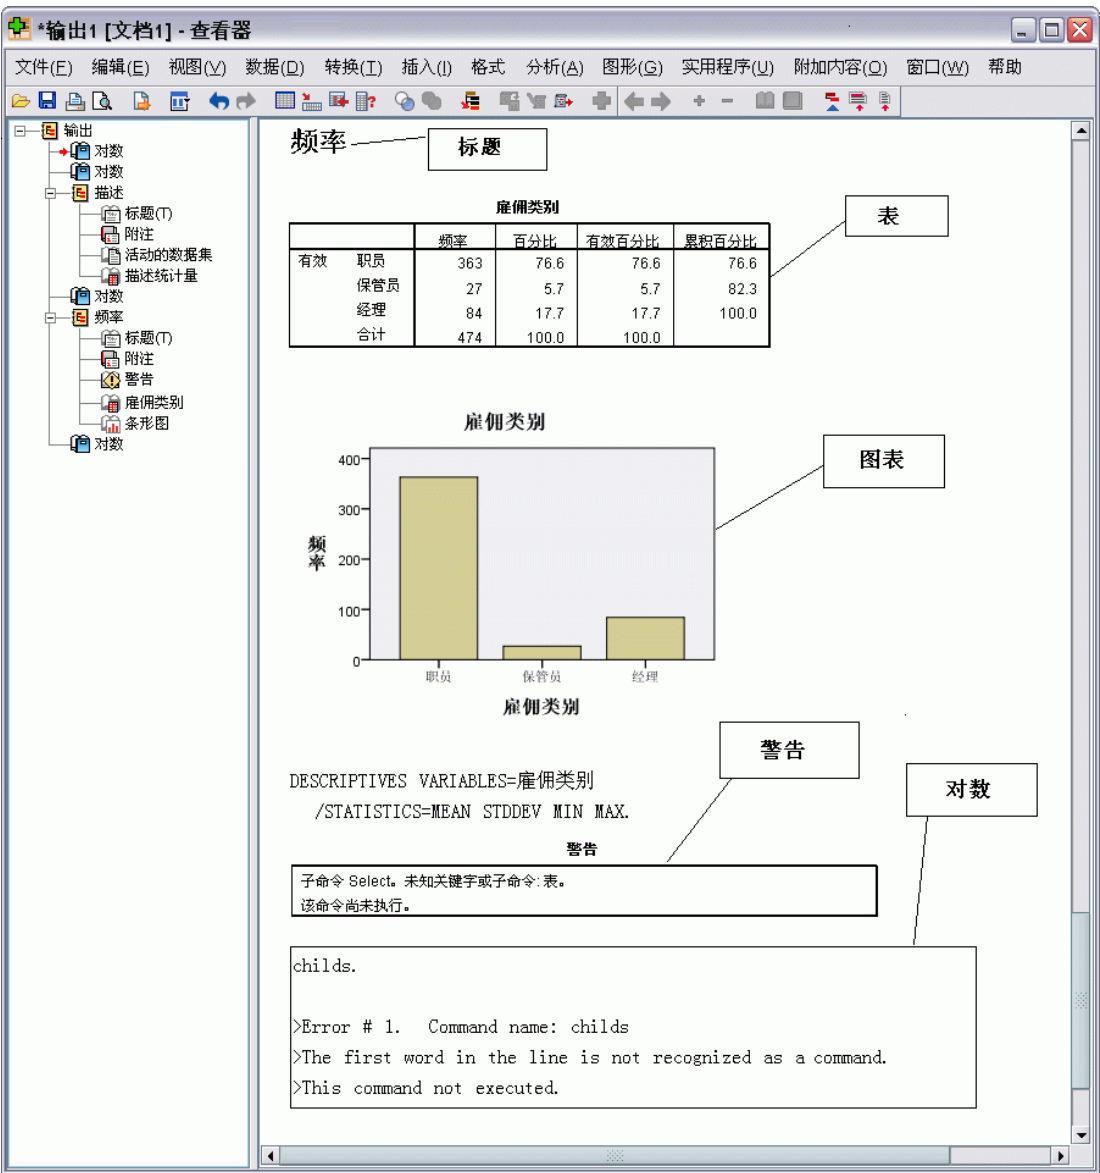 *输出1 [文档1] - 查看器
文件(F) 编辑(E) 视图(V) 数据(D) 转换(T) 插入(I) 格式 分析(A) 图形(G) 实用程序(U) 附加内容(O) 窗口(W) 帮助
输出
对数
对数
描述
标题(T)
附注
活动的数据集
描述统计量
对数
频率
标题(T)
附注
警告
雇佣类别
条形图
对数
频率
标题
雇佣类别
表
频率 百分比 有效百分比 累积百分比
有效 职员 363 76.6 76.6 76.6
保管员 27 5.7 5.7 82.3
经理 84 17.7 17.7 100.0
合计 474 100.0 100.0
雇佣类别
图表
400
300
200
100
0
频率
职员 保管员 经理
雇佣类别
警告
对数
DESCRIPTIVES VARIABLES=雇佣类别
/STATISTICS=MEAN STDDEV MIN MAX.
警告
子命令 Select。未知关键字或子命令: 表。
该命令尚未执行。
childs.
>Error # 1. Command name: childs
>The first word in the line is not recognized as a command.
>This command not executed.